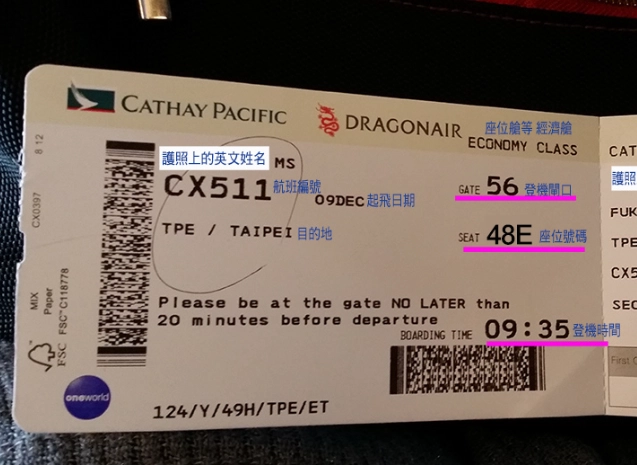 CATHAY PACIFIC DRAGONAIR 座位艙等 經濟艙
ECONOMY CLASS
護照上的英文姓名 MS
CX511 航班編號 09DEC 起飛日期
GATE 56 登機閘口
TPE / TAIPEI 目的地
SEAT 48E 座位號碼
Please be at the gate NO LATER than
20 minutes before departure
BOARDING TIME 09:35 登機時間
oneworld
124/Y/49H/TPE/ET
8 12
CX0397
MIX
Paper
FSC™ C118778
FSC
CAT
護照
FUK
TPE
CX5
SEC
First C